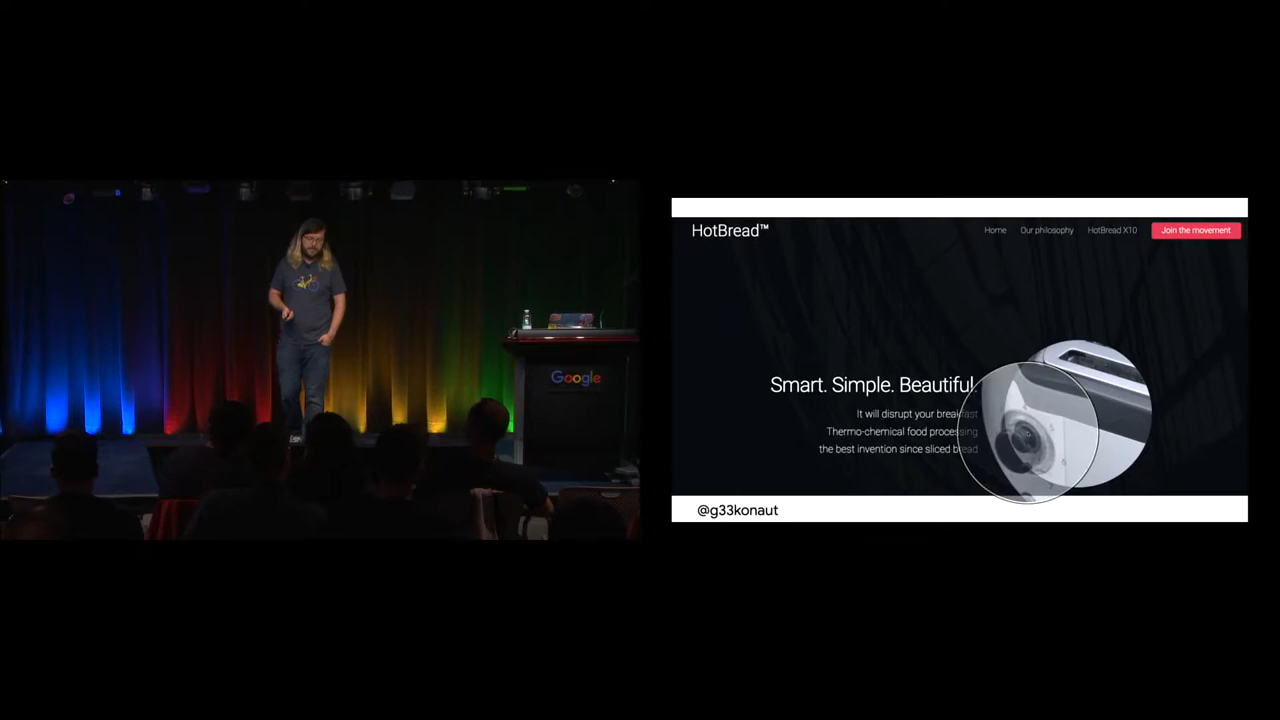 Google
HotBread™
Home
Our philosophy
HotBread X10
Join the movement
Smart. Simple. Beautiful
It will disrupt your breakfast
Thermo-chemical food processing
the best invention since sliced bread
@g33konaut